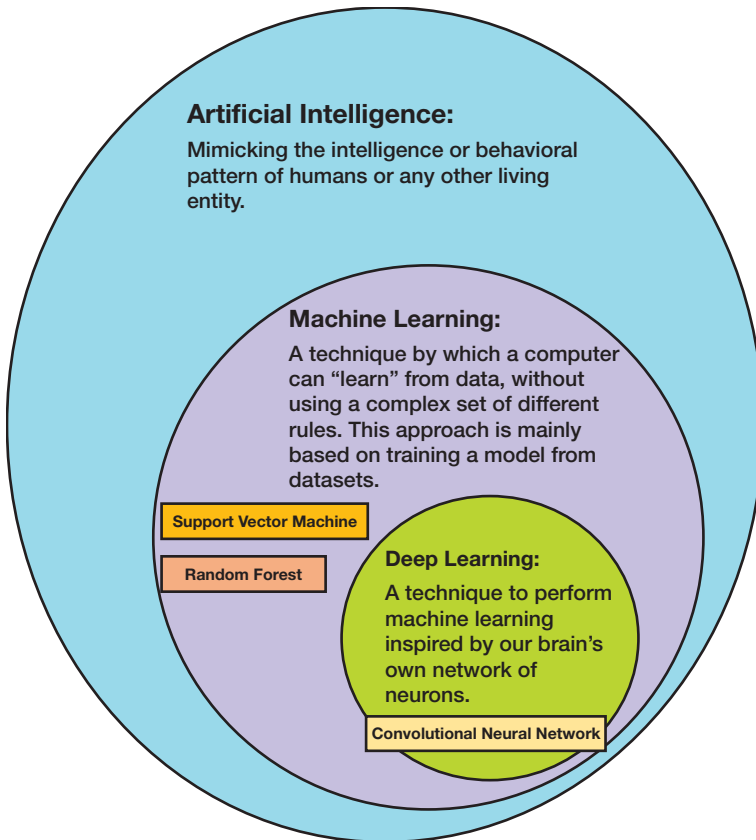 Artificial Intelligence:
Mimicking the intelligence or behavioral
pattern of humans or any other living
entity.
Machine Learning:
A technique by which a computer
can “learn” from data, without
using a complex set of different
rules. This approach is mainly
based on training a model from
datasets.
Support Vector Machine
Random Forest
Deep Learning:
A technique to perform
machine learning
inspired by our brain’s
own network of
neurons.
Convolutional Neural Network